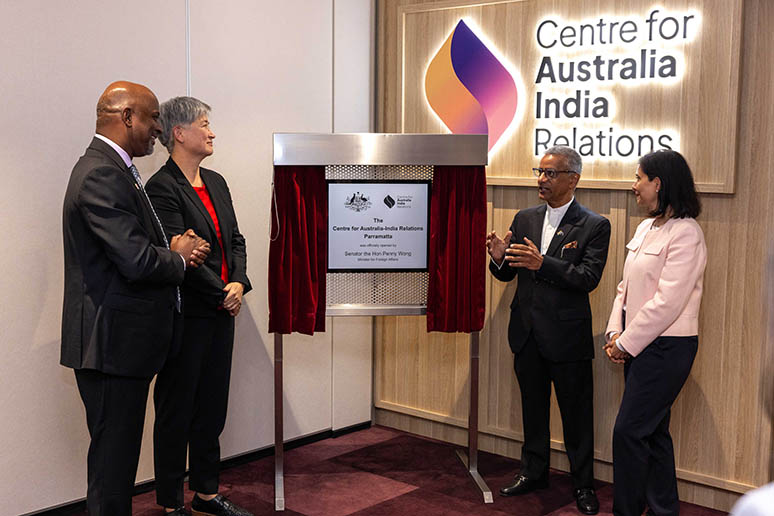 Centre for
Australia
India
Relations
Centre for
Australia
India
Relations
The
Centre for Australia-India Relations
Parramatta
was officially opened by
Senator the Hon Penny Wong
Minister for Foreign Affairs